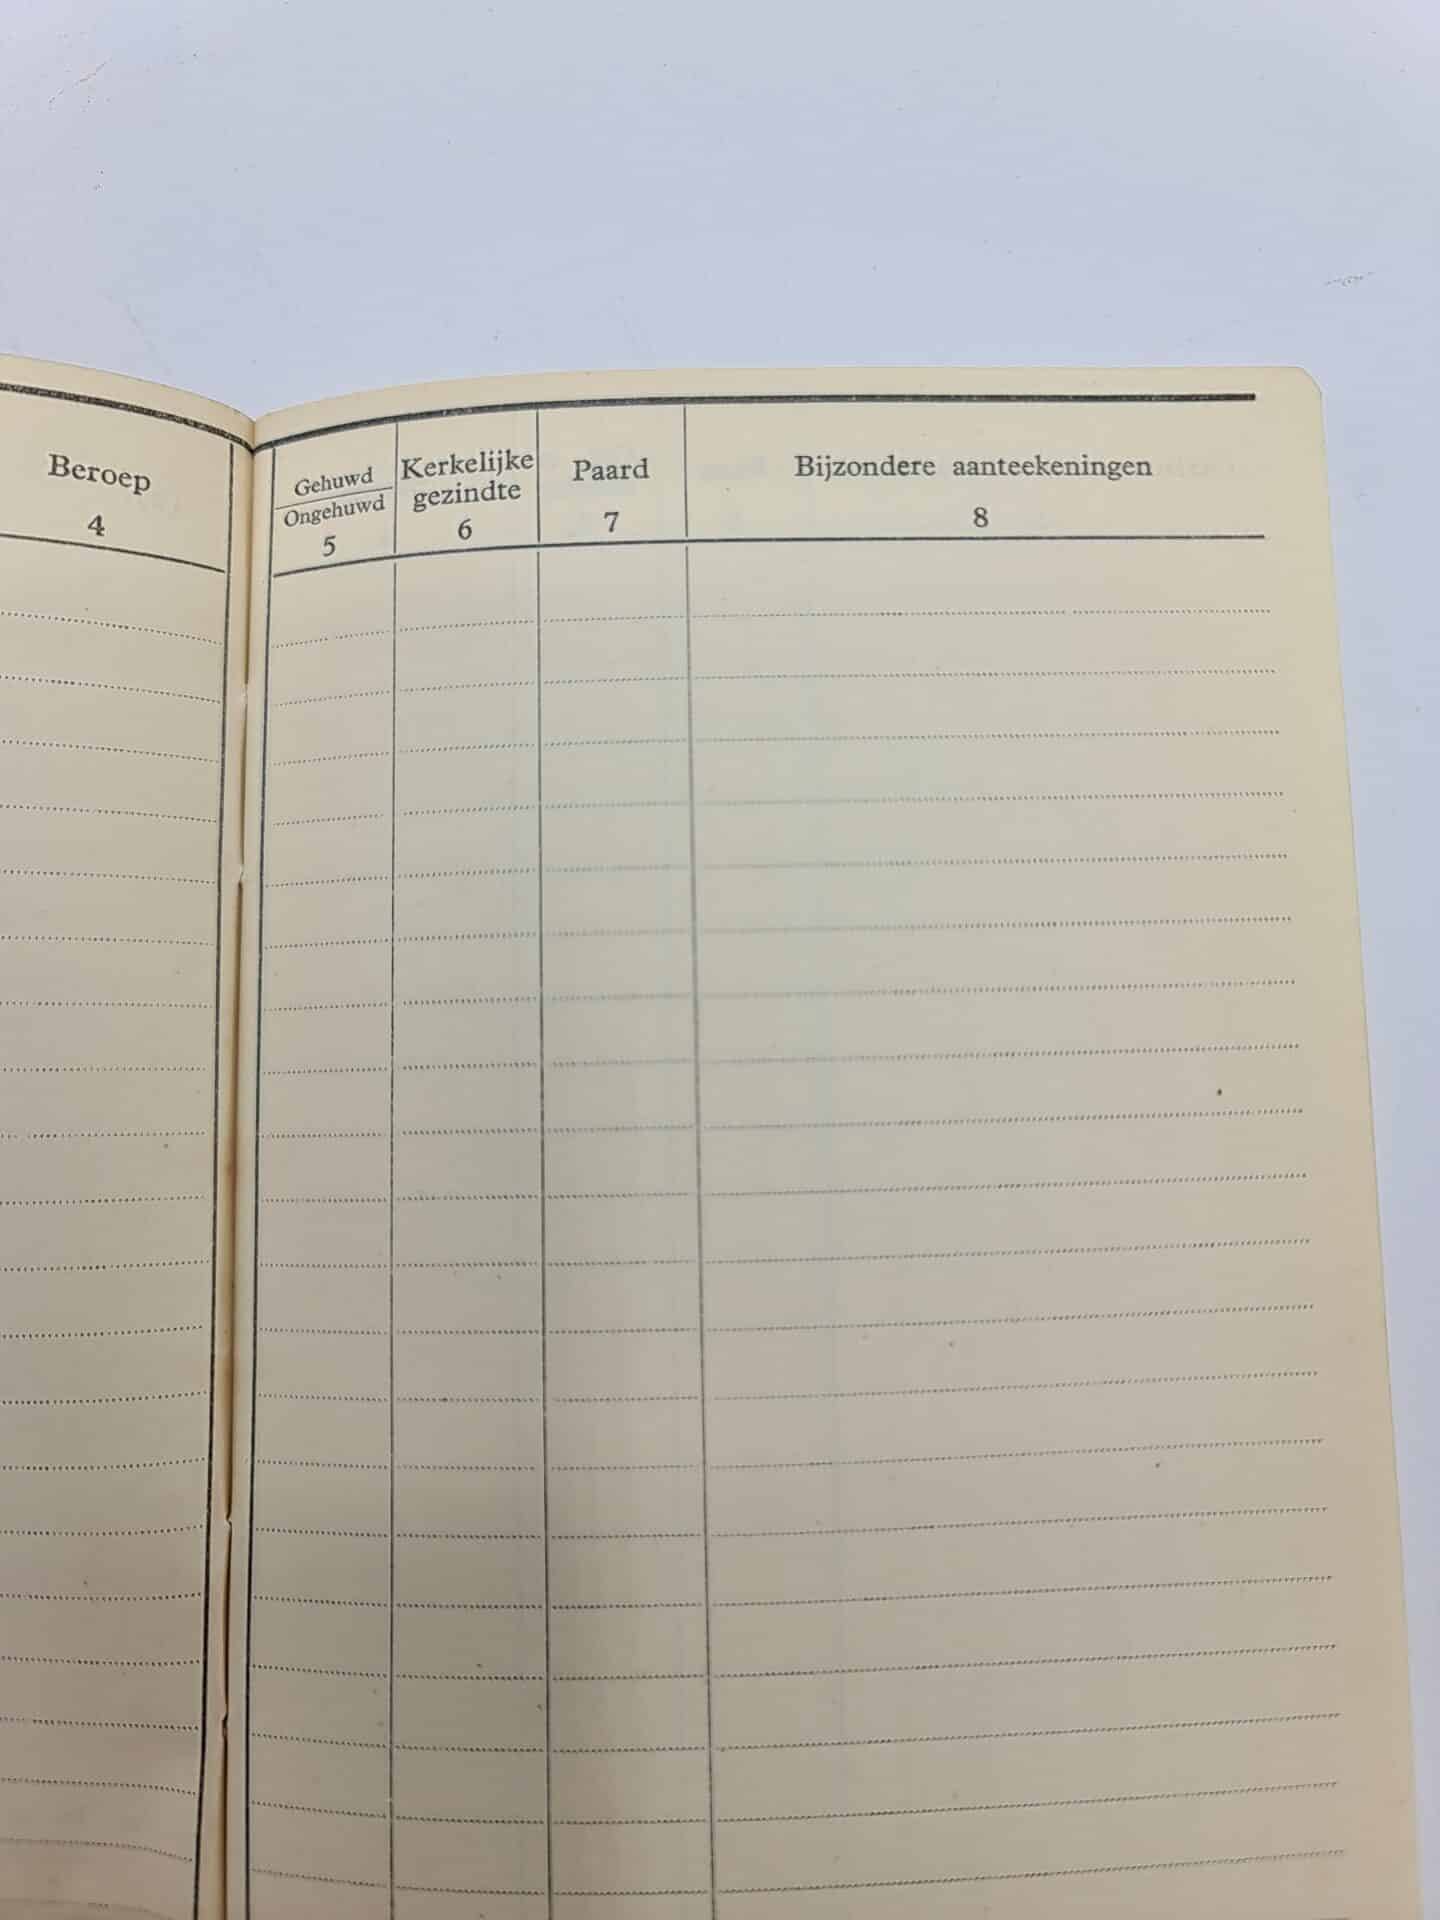 Beroep
4
Gehuwd
Ongehuwd
5
Kerkelijke
gezindte
6
Paard
7
Bijzondere aanteekeningen
8